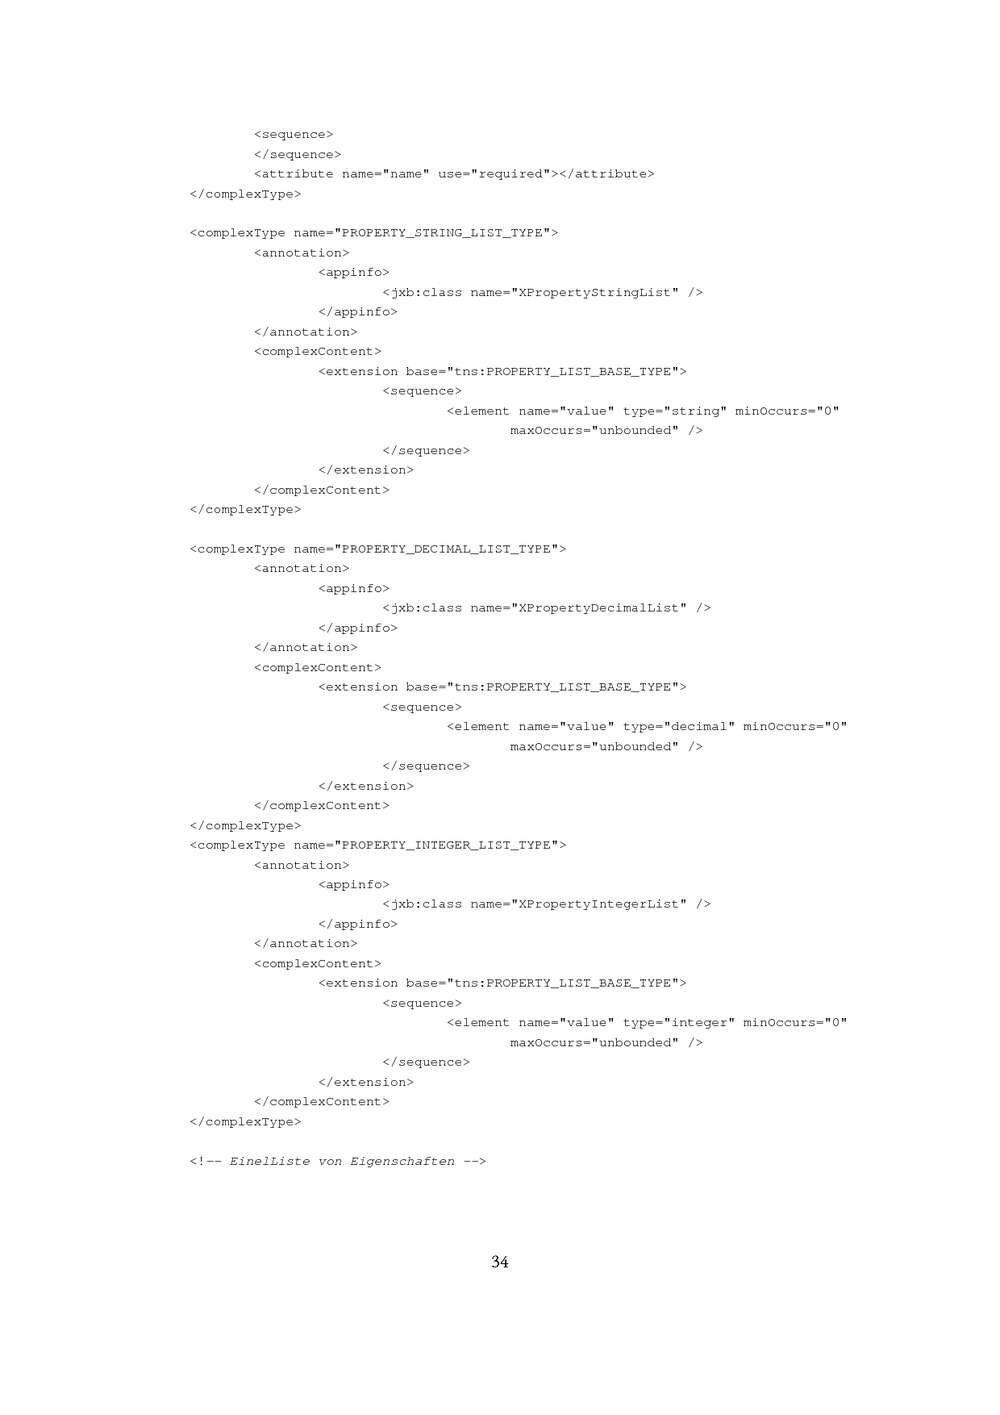 <sequence>
</sequence>
<attribute name="name" use="required"></attribute>
</complexType>
<complexType name="PROPERTY_STRING_LIST_TYPE">
<annotation>
<appinfo>
<jxb:class name="XPropertyStringList" />
</appinfo>
</annotation>
<complexContent>
<extension base="tns:PROPERTY_LIST_BASE_TYPE">
<sequence>
<element name="value" type="string" minOccurs="0"
maxOccurs="unbounded" />
</sequence>
</extension>
</complexContent>
</complexType>
<complexType name="PROPERTY_DECIMAL_LIST_TYPE">
<annotation>
<appinfo>
<jxb:class name="XPropertyDecimalList" />
</appinfo>
</annotation>
<complexContent>
<extension base="tns:PROPERTY_LIST_BASE_TYPE">
<sequence>
<element name="value" type="decimal" minOccurs="0"
maxOccurs="unbounded" />
</sequence>
</extension>
</complexContent>
</complexType>
<complexType name="PROPERTY_INTEGER_LIST_TYPE">
<annotation>
<appinfo>
<jxb:class name="XPropertyIntegerList" />
</appinfo>
</annotation>
<complexContent>
<extension base="tns:PROPERTY_LIST_BASE_TYPE">
<sequence>
<element name="value" type="integer" minOccurs="0"
maxOccurs="unbounded" />
</sequence>
</extension>
</complexContent>
</complexType>
<!-- EinelListe von Eigenschaften -->
34